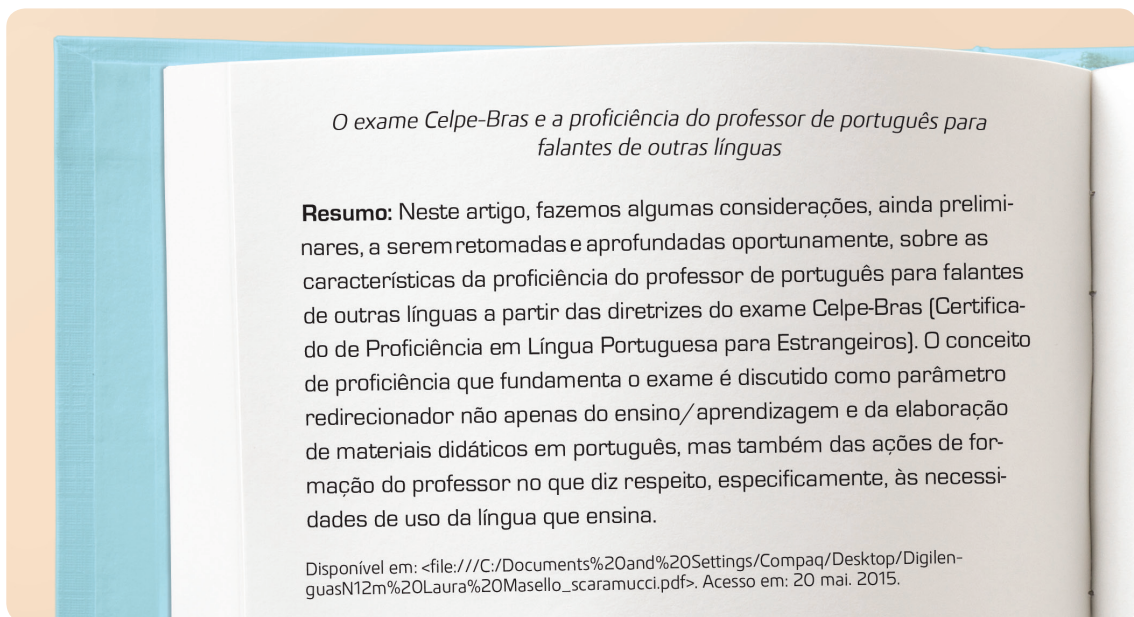 O exame Celpe-Bras e a proficiência do professor de português para
falantes de outras línguas
Resumo: Neste artigo, fazemos algumas considerações, ainda prelimi-
nares, a serem retomadas e aprofundadas oportunamente, sobre as
características da proficiência do professor de português para falantes
de outras línguas a partir das diretrizes do exame Celpe-Bras (Certifica-
do de Proficiência em Língua Portuguesa para Estrangeiros). O conceito
de proficiência que fundamenta o exame é discutido como parâmetro
redirecionador não apenas do ensino/aprendizagem e da elaboração
de materiais didáticos em português, mas também das ações de for-
mação do professor no que diz respeito, especificamente, às necessi-
dades de uso da língua que ensina.
Disponível em: <file:///C:/Documents%20and%20Settings/Compaq/Desktop/Digilen-
guasN12m%20Laura%20Masello_scaramucci.pdf>. Acesso em: 20 mai. 2015.